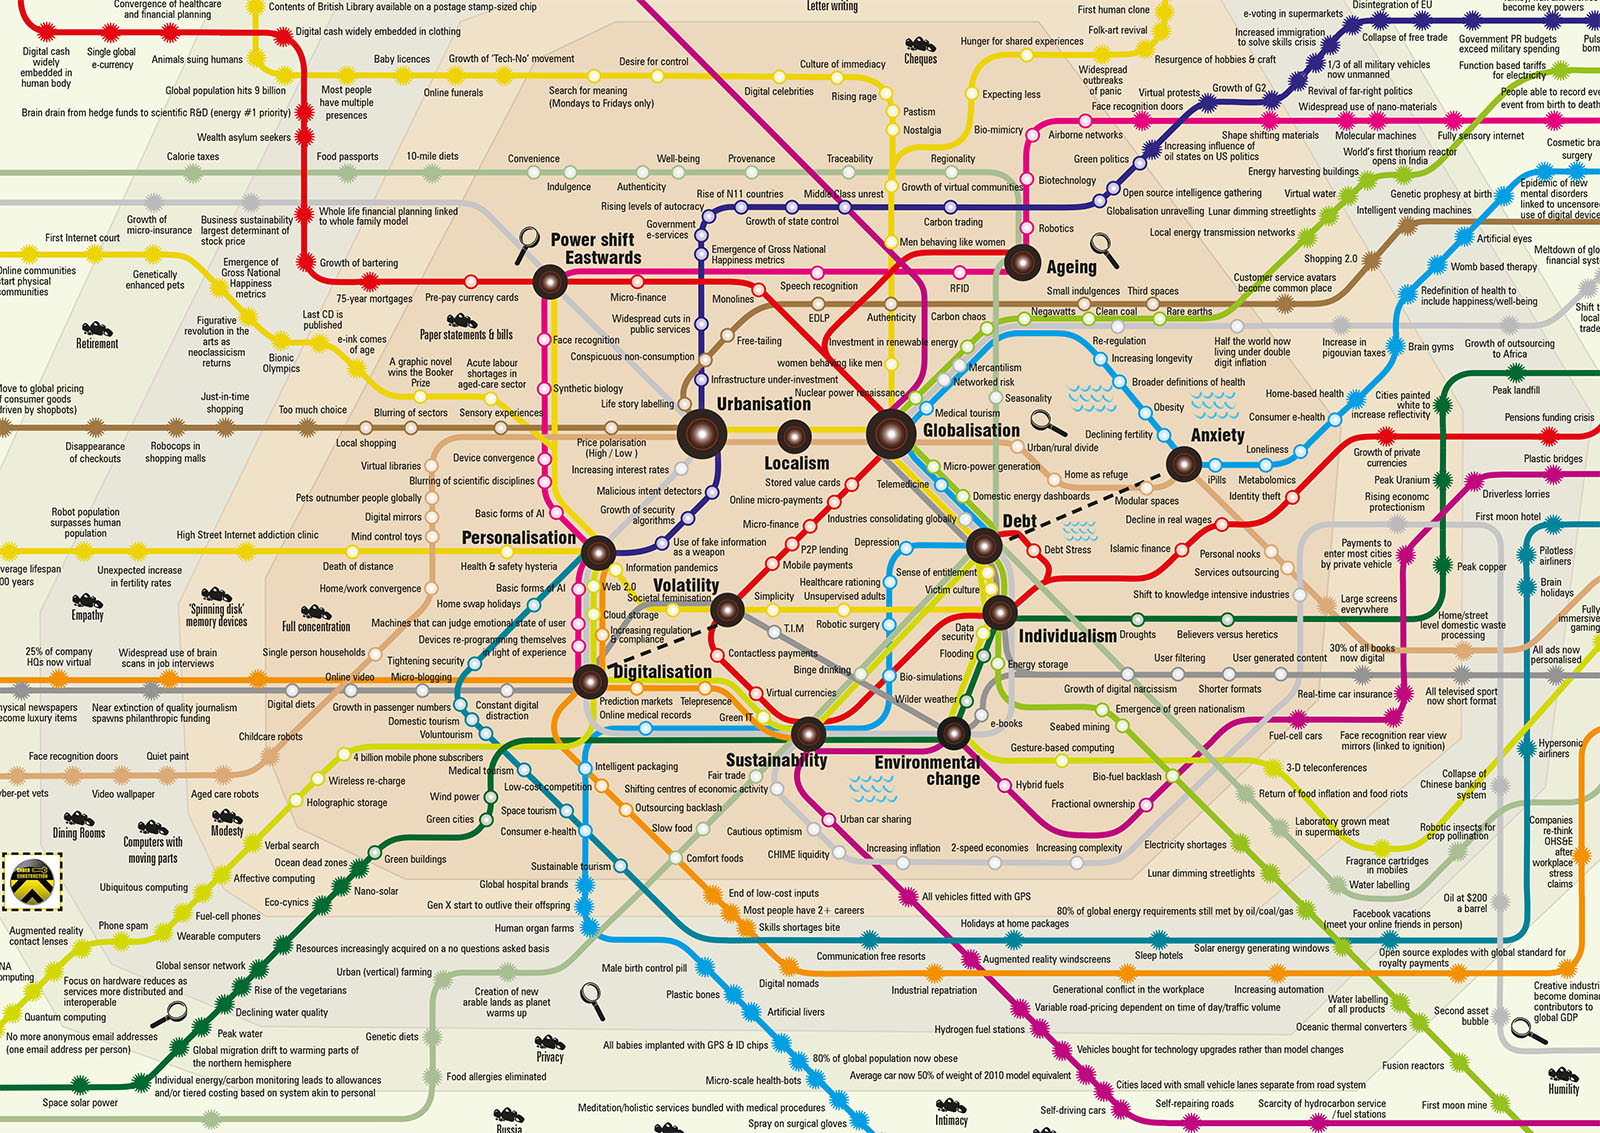 Convergence of healthcare
and financial planning
Contents of British Library available on a postage stamp-sized chip
Letter writing
First human clone
e-voting in supermarkets
Disintegration of EU
become key powers
Digital cash
widely
embedded in
human body
Single global
e-currency
Digital cash widely embedded in clothing
Animals suing humans
Baby licences
Growth of 'Tech-No' movement
Desire for control
Culture of immediacy
Cheques
Hunger for shared experiences
Folk-art revival
Increased immigration
to solve skills crisis
Collapse of free trade
Government PR budgets
exceed military spending
Resurgence of hobbies & craft
Widespread
outbreaks
of panic
1/3 of all military vehicles
now unmanned
Function based tariffs
for electricity
Global population hits 9 billion
Online funerals
Search for meaning
(Mondays to Fridays only)
Digital celebrities
Rising rage
Expecting less
Virtual protests
Growth of G2
Revival of far-right politics
Most people
have multiple
presences
Brain drain from hedge funds to scientific R&D (energy #1 priority)
Pastism
Face recognition doors
Widespread use of nano-materials
event from birth to death
Wealth asylum seekers
Nostalgia
Bio-mimicry
Airborne networks
Shape shifting materials
Molecular machines
Fully sensory internet
Calorie taxes
Food passports
10-mile diets
Convenience
Well-being
Provenance
Traceability
Regionality
Green politics
Increasing influence of
oil states on US politics
World's first thorium reactor
opens in India
surgery
Indulgence
Authenticity
Rise of N11 countries
Middle Class unrest
Growth of virtual communities
Biotechnology
Energy harvesting buildings
Virtual water
Genetic prophesy at birth
Epidemic of new
mental disorders
linked to uncensored
Open source intelligence gathering
Growth of
micro-insurance
Business sustainability
largest determinant of
stock price
Whole life financial planning linked
to whole family model
Rising levels of autocracy
Government
e-services
Growth of state control
Carbon trading
Robotics
Globalisation unravelling
Lunar dimming streetlights
Intelligent vending machines
First Internet court
Power shift
Eastwards
Emergence of Gross National
Happiness metrics
Men behaving like women
Ageing
Local energy transmission networts
Artificial eyes
Shopping 2.0
Genetically
enhanced pets
Emergence of
Gross National
Happiness
metrics
Growth of bartering
75-year mortgages
Pre-pay currency cards
Micro-finance
Monolines
Speech recognition
RFID
Small indulgences
Third spaces
Customer service avatars
become common place
Womb based therapy
Redefinition of health to
include happiness/well-being
Retirement
Figurative
revolution in the
arts as
neoclassicism
returns
Last CD is
published
Paper statements & bills
Widespread cuts in
public services
EDLP
Authenticity
Carbon chaos
Negawatts
Clean coal
Rare earths
e-ink comes
of age
Face recognition
Free-tailing
Investment in renewable energy
Re-regulation
Half the world now
living under double
digit inflation
Increase in
pigouvian taxes
Brain gyms
Growth of outsourcing
to Africa
Bionic
Olympics
A graphic novel
wins the Booker
Prize
Acute labour
shortages in
aged-care sector
Conspicuous non-consumption
women behaving like men
Mercantilism
Networked risk
Increasing longevity
Broader definitions of health
Just-in-time
shopping
Too much choice
Synthetic biology
Infrastructure under-investment
Life story labelling
Urbanisation
Nuclear power renaissance
Seasonality
Medical tourism
Obesity
Home-based health
Consumer e-health
Cities painted
white to
increase reflectivity
Peak landfill
Pensions funding crisis
Blurring of sectors
Sensory experiences
Local shopping
Price polarisation
(High / Low )
Localism
Globalisation
Urban/rural divide
Declining fertility
Anxiety
Disappearance
of checkouts
Robocops in
shopping malls
Virtual libraries
Device convergence
Increasing interest rates
Stored value cards
Micro-power generation
Telemedicine
Home as refuge
Modular spaces
iPills
Metabolomics
Loneliness
Growth of private
currencies
Plastic bridges
Blurring of scientific disciplines
Pets outnumber people globally
Malicious intent detectors
Online micro-payments
Domestic energy dashboards
Identity theft
Peak Uranium
Rising economc
protectionism
Driverless lorries
Robot population
surpasses human
population
High Street Internet addiction clinic
Digital mirrors
Mind control toys
Basic forms of AI
Growth of security
algorithms
Micro-finance
Industries consolidating globally
Debt
Decline in real wages
First moon hotel
Personalisation
Use of fake information
as a weapon
P2P lending
Depression
Debt Stress
Islamic finance
Personal nooks
Payments to
enter most cities
by private
vehicles
Pilotless
airliners
Unexpected increase
in fertility rates
Death of distance
Health & safety hysteria
Information pandemics
Mobile payments
Sense of entitlement
Services outsourcing
Peak copper
Home/work convergence
Basic forms of AI
Web 2.0
Volatility
Societal feminisation
Simplicity
Healthcare rationing
Unsupervised adults
Victim culture
Shift to knowledge intensive industries
Brain
holidays
Empathy
'Spinning disk'
memory devices
Full concentration
Home swap holidays
Cloud storage
Machines that can judge emotional state of user
Increasing regulation
& compliance
T.I.M
Robotic surgery
Data
security
Individualism
Droughts
Believers versus heretics
Large screens
everywhere
Home/street
level domestic waste
processing
25% of company
HQs now virtual
Widespread use of brain
scans in job interviews
Single person households
Devices re-programming themselves
in light of experience
Tightening security
Contactless payments
Flooding
Energy storage
User filtering
User generated content
30% of all books
now digital
All ads now
personalised
Online video
Micro-blogging
Digitalisation
Prediction markets
Telepresence
Binge drinking
Bio-simulations
Wilder weather
Near extinction of quality journalism
spawns philanthropic funding
Digital diets
Growth in passenger numbers
Constant digital
distraction
Online medical records
Green IT
Virtual currencies
e-books
Growth of digital narcissism
Shorter formats
Real-time car insurance
All televised sport
now short format
Domestic tourism
Voluntourism
Seabed mining
Emergence of green nationalism
Fuel-cell cars
Face recognition rear view
mirrors (linked to ignition)
Hypersonic
airliners
Childcare robots
Face recognition doors
Quiet paint
4 billion mobile phone subscribers
Sustainability
Environmental
change
Gesture-based computing
3-D teleconferences
Bio-fuel backlash
Collapse of
Chinese banking
system
Video wallpaper
Aged care robots
Wireless re-charge
Medical tourism
Intelligent packaging
Fair trade
Hybrid fuels
Return of food inflation and food riots
Holographic storage
Wind power
Low-cost competition
Shifting centres of economic activity
Fractional ownership
Dining Rooms
Computers with
moving parts
Modesty
Green cities
Space tourism
Outsourcing backlash
Urban car sharing
Laboratory grown meat
in supermarkets
Robotic insects for
crop pollination
Companies
re-think
OHS&E
after
workplace
stress
claims
Verbal search
Consumer e-health
Slow food
Cautious optimism
CHIME liquidity
Increasing inflation
2-speed economies
Increasing complexity
Electricity shortages
Fragrance cartridges
in mobiles
UNDER
CONSTRUCTION
Ocean dead zones
Green buildings
Sustainable tourism
Comfort foods
Lunar dimming streetlights
Water labelling
Ubiquitous computing
Affective computing
Nano-solar
Global hospital brands
End of low-cost inputs
All vehicles fitted with GPS
Oil at $200
a barrel
Eco-cynics
Fuel-cell phones
Gen X start to outlive their offspring
Most people have 2+ careers
80% of global energy requirements still met by oil/coal/gas
Facebook vacations
(meet your online friends in person)
Augmented reality
contact lenses
Phone spam
Wearable computers
Human organ farms
Skills shortages bite
Holidays at home packages
Resources increasingly acquired on a no questions asked basis
Communication free resorts
Augmented reality windscreens
Sleep hotels
Solar energy generating windows
Open source explodes with global standard for
royalty payments
Global sensor network
Urban (vertical) farming
Male birth control pill
Digital nomads
Industrial repatriation
Generational conflict in the workplace
Increasing automation
Focus on hardware reduces as
services more distributed and
interoperable
Rise of the vegetarians
Creation of new
arable lands as planet
warms up
Plastic bones
Variable road-pricing dependent on time of day/traffic volume
Water labelling
of all products
Second asset
bubble
contributors to
global GDP
Quantum computing
Declining water quality
Artificial livers
Oceanic thermal converters
No more anonymous email addresses
(one email address per person)
Peak water
Genetic diets
Hydrogen fuel stations
Global migration drift to warming parts of
the northern hemisphere
Privacy
All babies implanted with GPS & ID chips
80% of global population now obese
Vehicles bought for technology upgrades rather than model changes
Fusion reactors
Individual energy/carbon monitoring leads to allowances
and/or tiered costing based on system akin to personal
Food allergies eliminated
Micro-scale health-bots
Average car now 50% of weight of 2010 model equivalent
Cities laced with small vehicle lanes separate from road system
Humility
Space solar power
Russia
Meditation/holistic services bundled with medical procedures
Spray on surgical gloves
Intimacy
Self-driving cars
Self-repairing roads
Scarcity of hydrocarbon service
/fuel stations
First moon mine